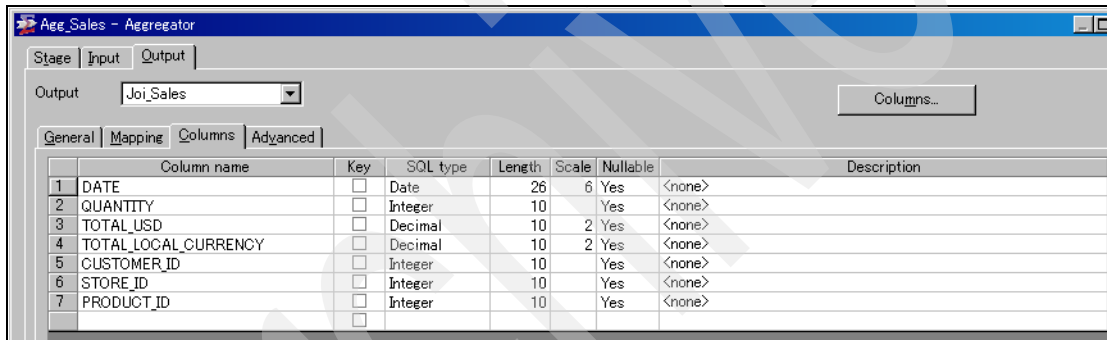 Agg_Sales - Aggregator
Stage Input Output
Output Joi_Sales Columns...
General Mapping Columns Advanced
Column name Key SQL type Length Scale Nullable Description
1 DATE Date 26 6 Yes <none>
2 QUANTITY Integer 10 Yes <none>
3 TOTAL_USD Decimal 10 2 Yes <none>
4 TOTAL_LOCAL_CURRENCY Decimal 10 2 Yes <none>
5 CUSTOMER_ID Integer 10 Yes <none>
6 STORE_ID Integer 10 Yes <none>
7 PRODUCT_ID Integer 10 Yes <none>